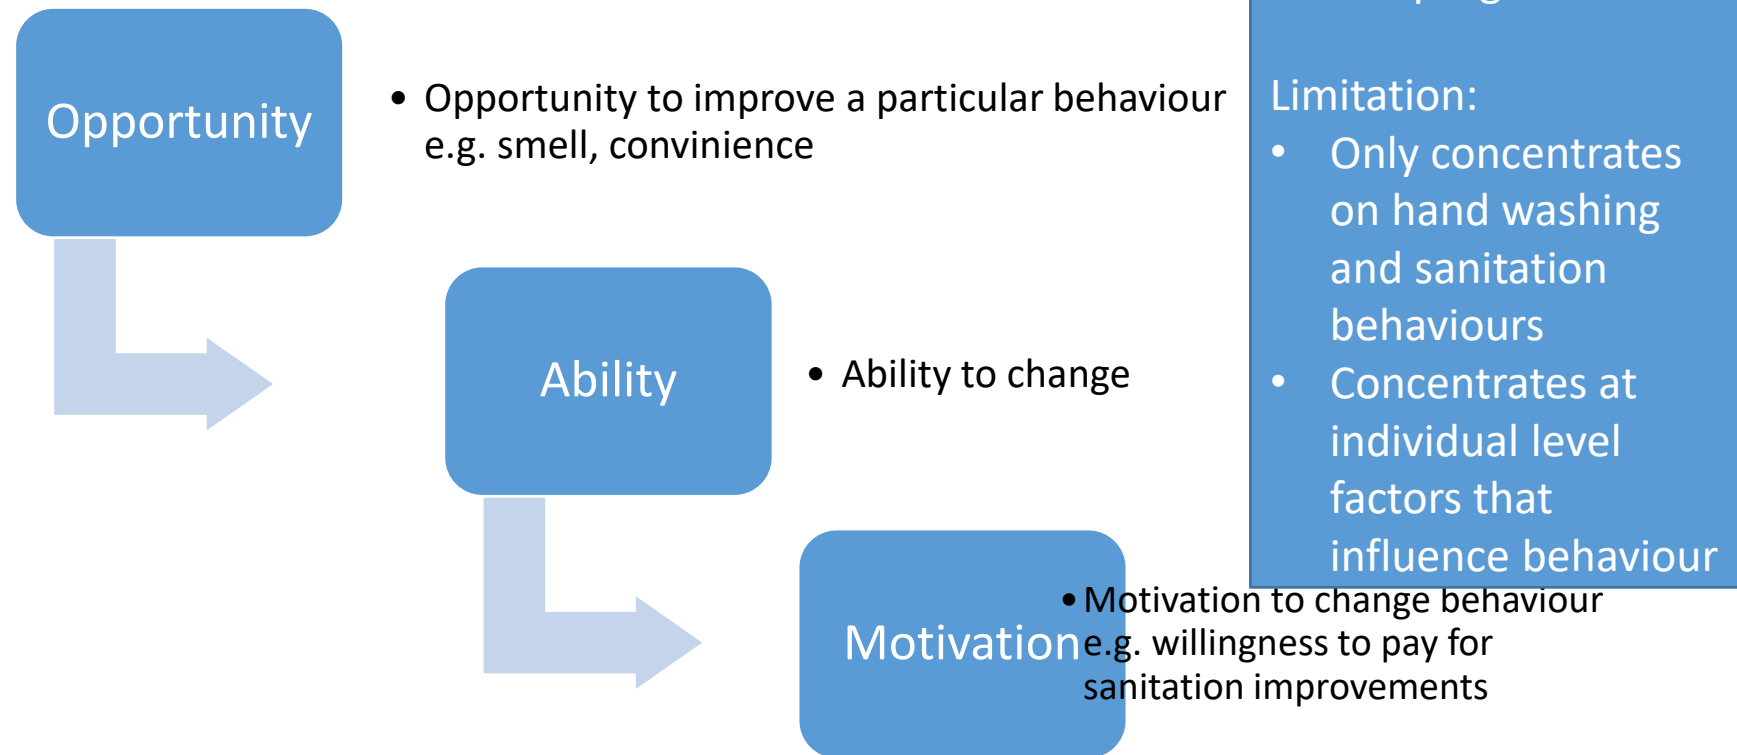 Opportunity
• Opportunity to improve a particular behaviour
e.g. smell, convinience
Limitation:
• Only concentrates
on hand washing
and sanitation
behaviours
• Concentrates at
individual level
factors that
influence behaviour
Ability
• Ability to change
Motivation
• Motivation to change behaviour
e.g. willingness to pay for
sanitation improvements